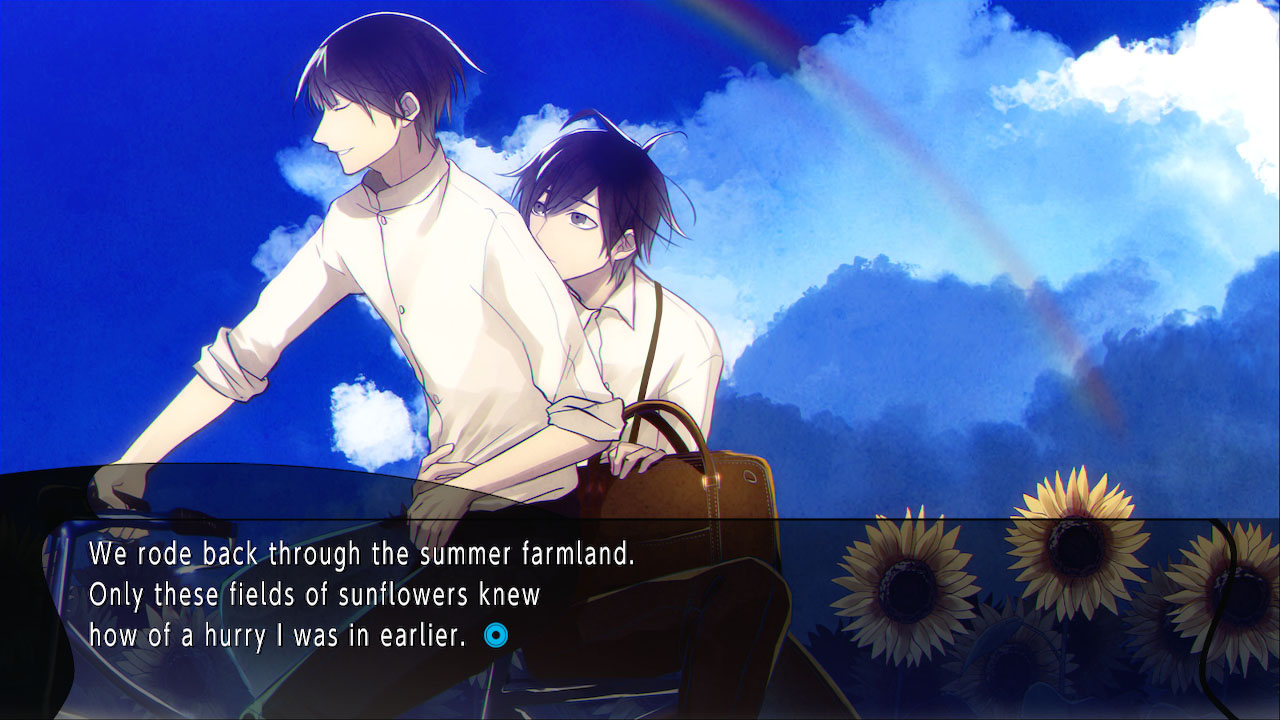 We rode back through the summer farmland.
Only these fields of sunflowers knew
how of a hurry I was in earlier.